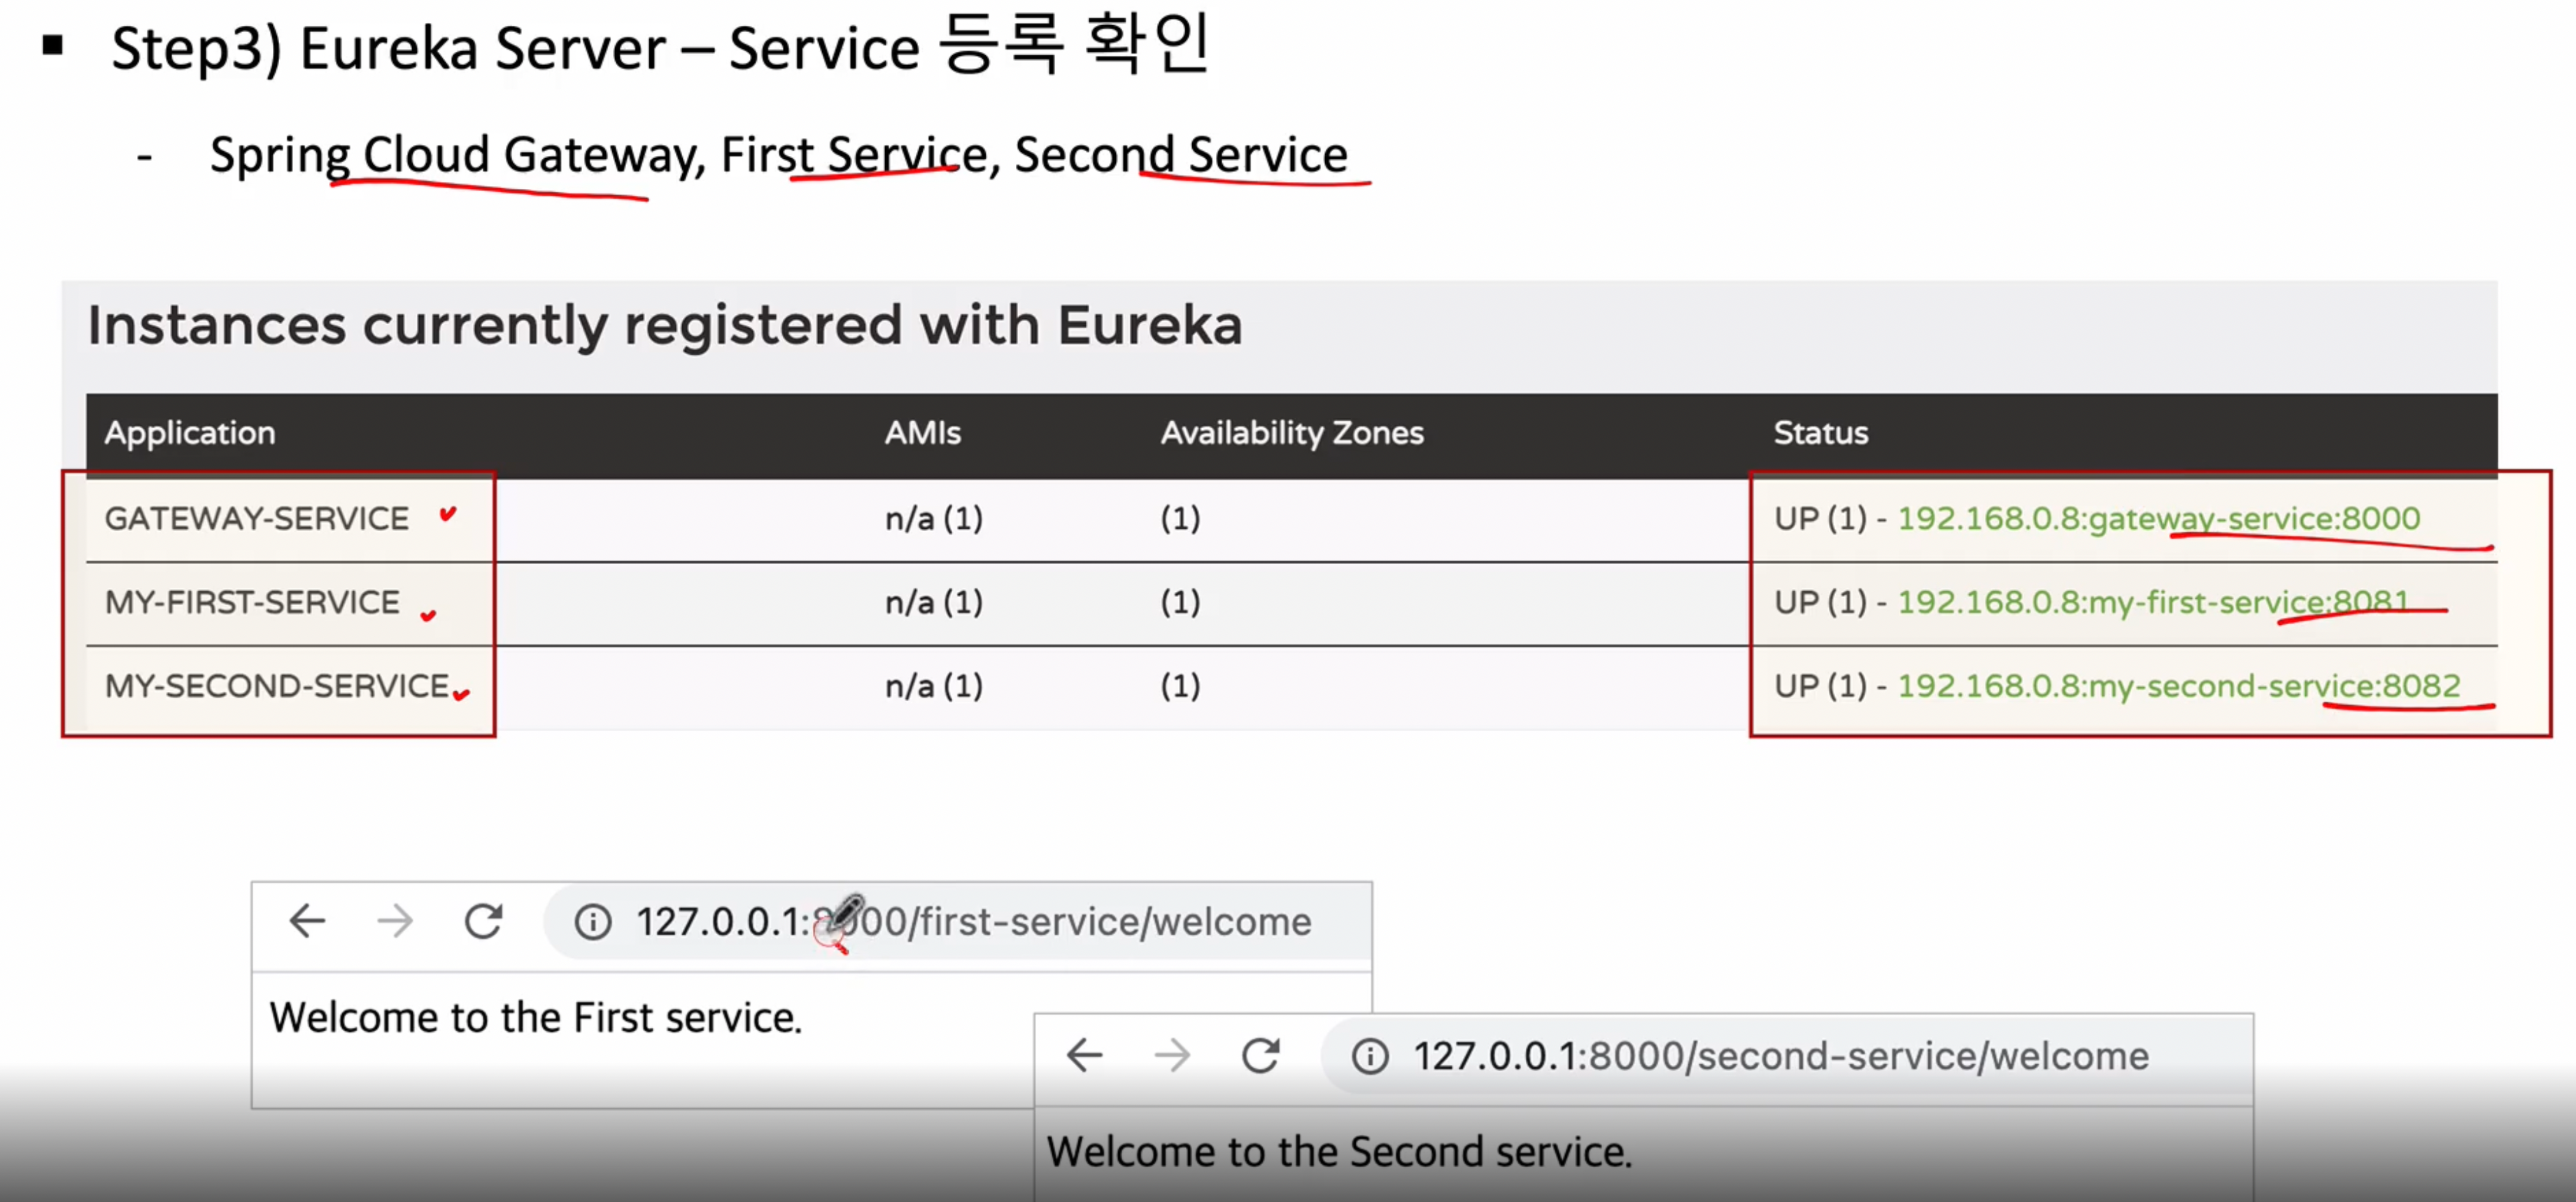 ▪ Step3) Eureka Server – Service 등록 확인
- Spring Cloud Gateway, First Service, Second Service
Instances currently registered with Eureka
Application AMIs Availability Zones Status
GATEWAY-SERVICE n/a (1) (1) UP (1) - 192.168.0.8:gateway-service:8000
MY-FIRST-SERVICE n/a (1) (1) UP (1) - 192.168.0.8:my-first-service:8081
MY-SECOND-SERVICE n/a (1) (1) UP (1) - 192.168.0.8:my-second-service:8082
127.0.0.1:8000/first-service/welcome
Welcome to the First service.
127.0.0.1:8000/second-service/welcome
Welcome to the Second service.